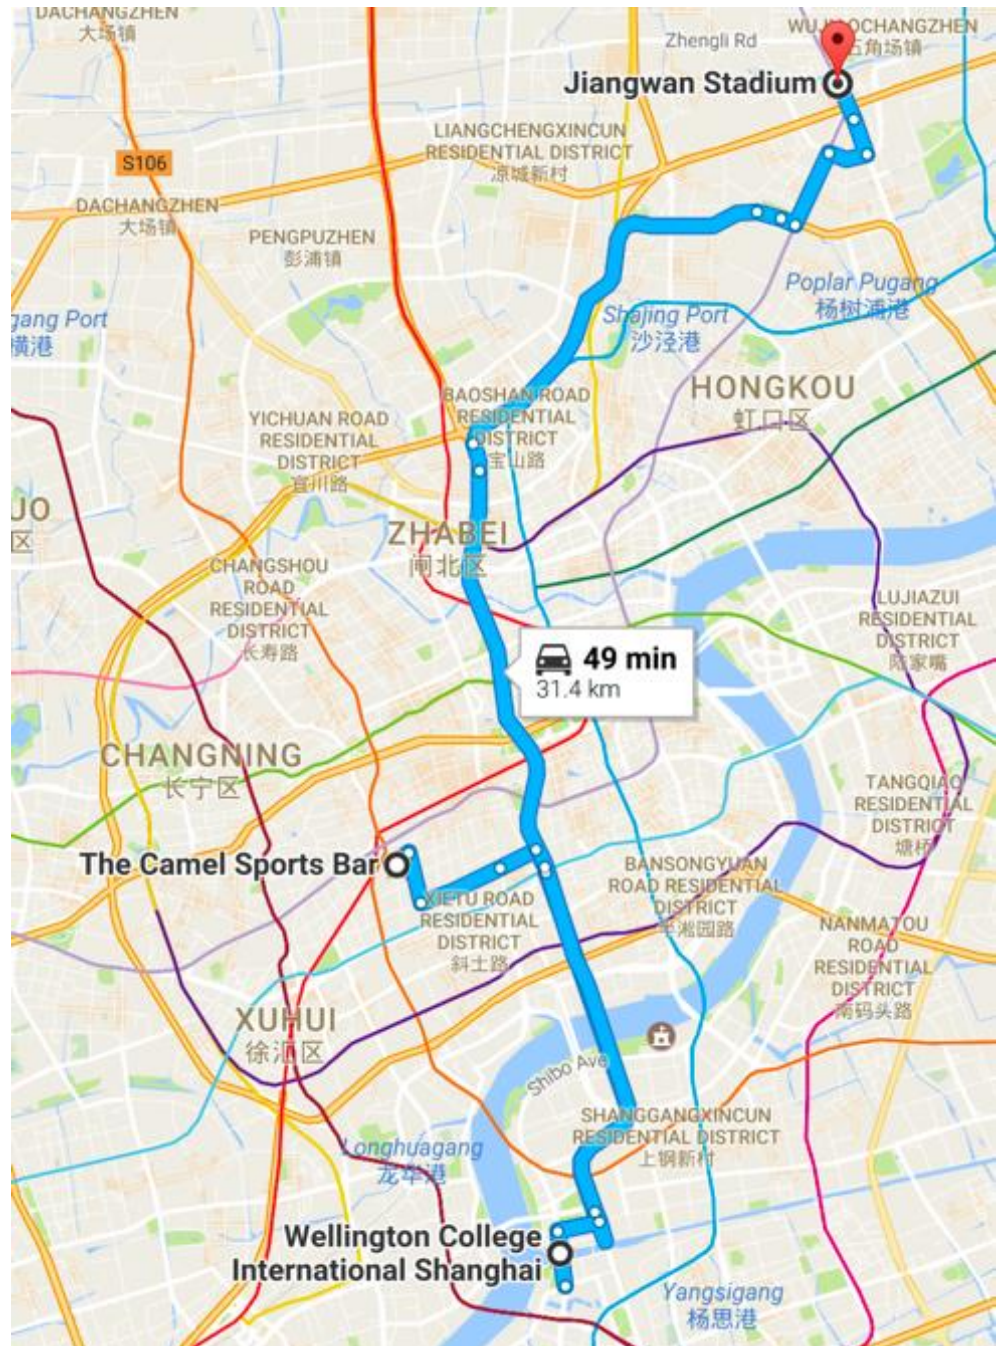 DACHANGZHEN
大场镇
Zhengli Rd
五角场镇
Jiangwan Stadium
LIANGCHENGXINCUN
RESIDENTIAL DISTRICT
凉城新村
S106
DACHANGZHEN
大场镇
PENGPUZHEN
彭浦镇
Poplar Pugang
杨树浦港
gang Port
横港
Shajing Port
沙泾港
HONGKOU
虹口区
BAOSHAN ROAD
RESIDENTIAL
DISTRICT
宝山路
YICHUAN ROAD
RESIDENTIAL
DISTRICT
宜川路
UO
区
ZHABEI
闸北区
CHANGSHOU
ROAD
RESIDENTIAL
DISTRICT
长寿路
LUJIAZUI
RESIDENTIAL
DISTRICT
陆家嘴
49 min
31.4 km
CHANGNING
长宁区
TANGQIAO
RESIDENTIAL
DISTRICT
塘桥
The Camel Sports Bar
XIETU ROAD
RESIDENTIAL
DISTRICT
斜土路
BANSONGYUAN
ROAD RESIDENTIAL
DISTRICT
半淞园路
NANMATOU
ROAD
RESIDENTIAL
DISTRICT
南码头路
XUHUI
徐汇区
Shibo Ave
SHANGGANGXINCUN
RESIDENTIAL DISTRICT
上钢新村
Longhuagang
龙华港
Wellington College
International Shanghai
Yangsigang
杨思港